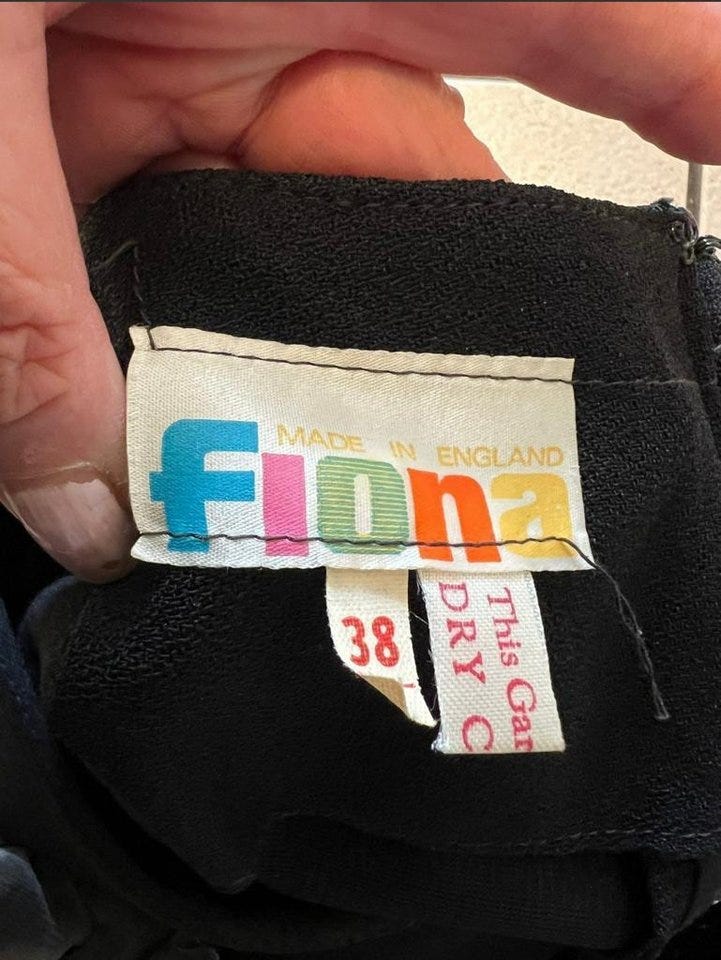 MADE IN ENGLAND
fiona
38
This Gar
DRY C